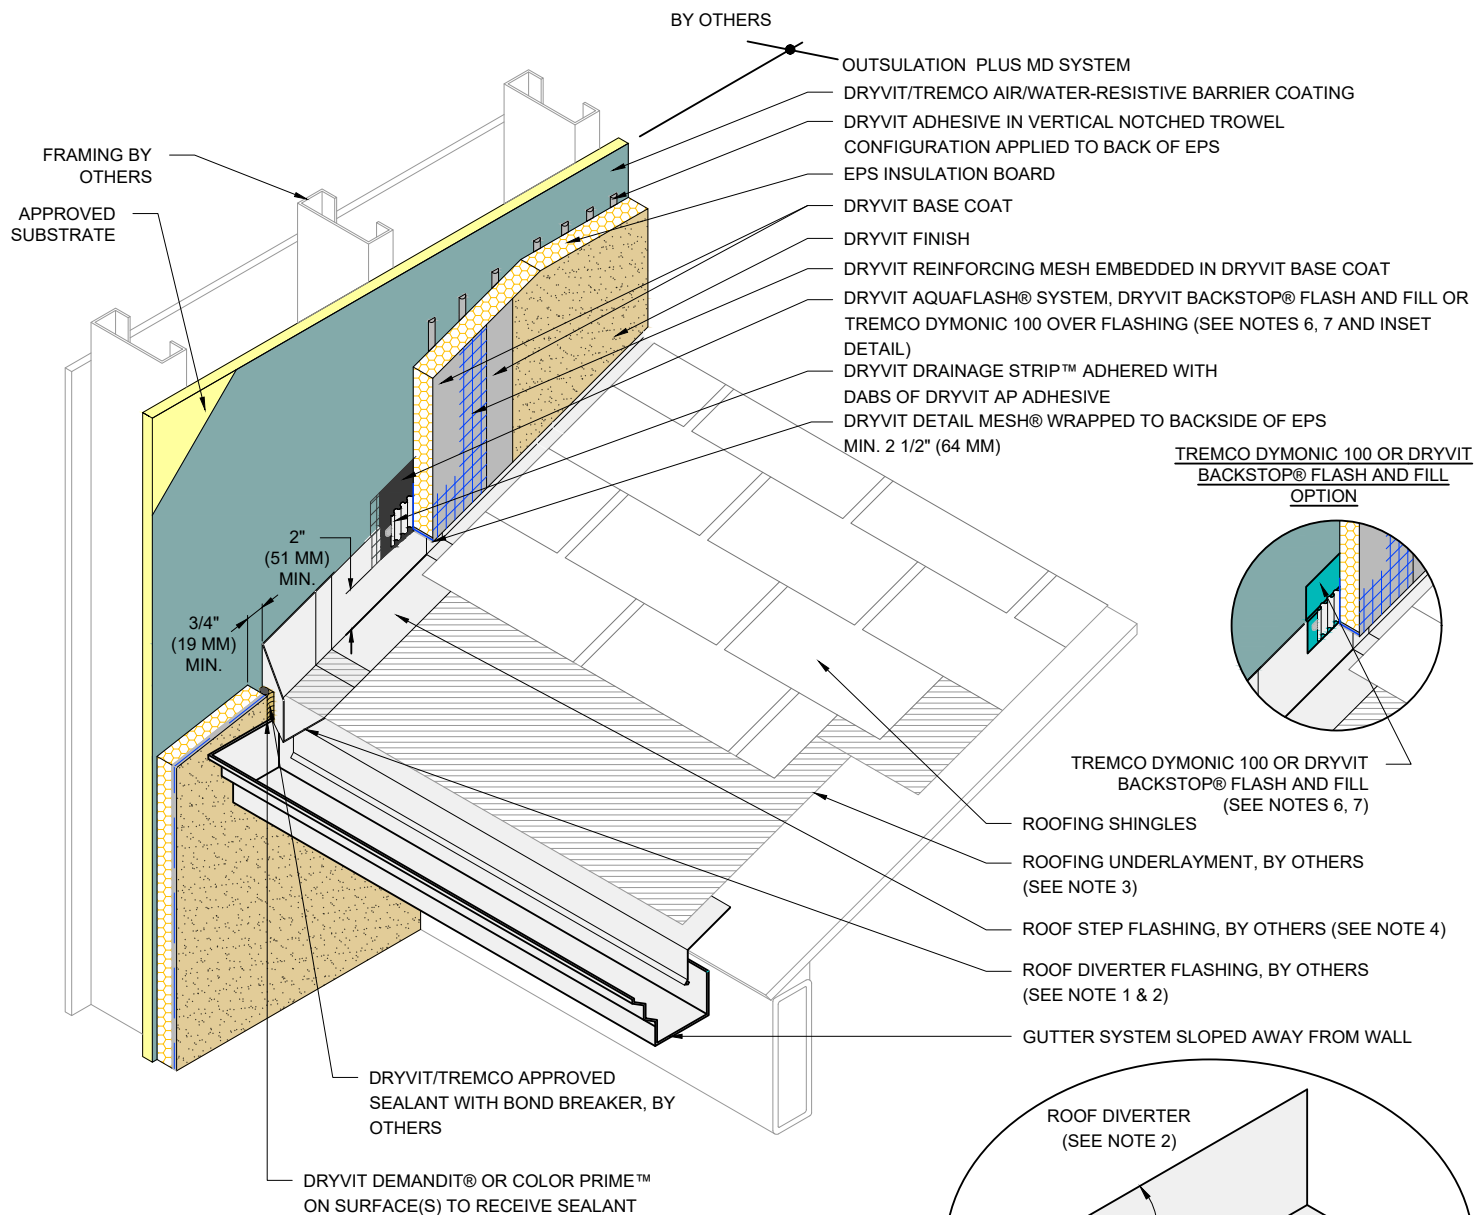 BY OTHERS
OUTSULATION PLUS MD SYSTEM
DRYVIT/TREMCO AIR/WATER-RESISTIVE BARRIER COATING
DRYVIT ADHESIVE IN VERTICAL NOTCHED TROWEL
CONFIGURATION APPLIED TO BACK OF EPS
EPS INSULATION BOARD
DRYVIT BASE COAT
DRYVIT FINISH
DRYVIT REINFORCING MESH EMBEDDED IN DRYVIT BASE COAT
DRYVIT AQUAFLASH® SYSTEM, DRYVIT BACKSTOP® FLASH AND FILL OR
TREMCO DYMONIC 100 OVER FLASHING (SEE NOTES 6, 7 AND INSET
DETAIL)
DRYVIT DRAINAGE STRIP™ ADHERED WITH
DABS OF DRYVIT AP ADHESIVE
DRYVIT DETAIL MESH® WRAPPED TO BACKSIDE OF EPS
MIN. 2 1/2" (64 MM)
FRAMING BY
OTHERS
APPROVED
SUBSTRATE
2"
(51 MM)
MIN.
3/4"
(19 MM)
MIN.
TREMCO DYMONIC 100 OR DRYVIT
BACKSTOP® FLASH AND FILL
OPTION
TREMCO DYMONIC 100 OR DRYVIT
BACKSTOP® FLASH AND FILL
(SEE NOTES 6, 7)
ROOFING SHINGLES
ROOFING UNDERLAYMENT, BY OTHERS
(SEE NOTE 3)
ROOF STEP FLASHING, BY OTHERS (SEE NOTE 4)
ROOF DIVERTER FLASHING, BY OTHERS
(SEE NOTE 1 & 2)
GUTTER SYSTEM SLOPED AWAY FROM WALL
DRYVIT/TREMCO APPROVED
SEALANT WITH BOND BREAKER, BY
OTHERS
DRYVIT DEMANDIT® OR COLOR PRIME™
ON SURFACE(S) TO RECEIVE SEALANT
ROOF DIVERTER
(SEE NOTE 2)